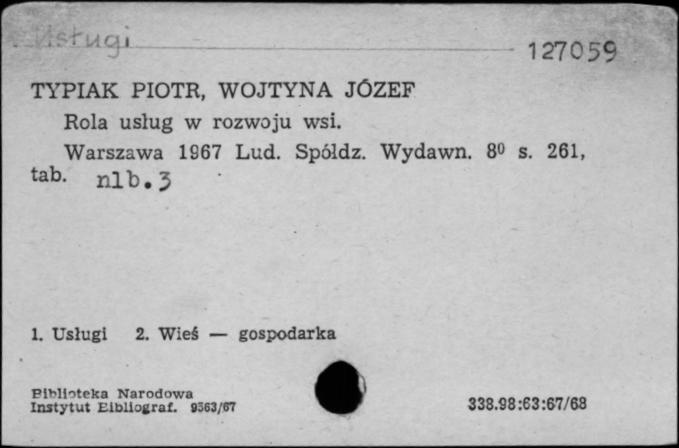 Usługi
127059
TYPIAK PIOTR, WOJTYNA JÓZEF
Rola usług w rozwoju wsi.
Warszawa 1967 Lud. Spółdz. Wydawn. 8⁰ s. 261,
tab. nlb. 3
1. Usługi 2. Wieś — gospodarka
Biblioteka Narodowa
Instytut Bibliograf. 9563/67
338.98:63:67/68